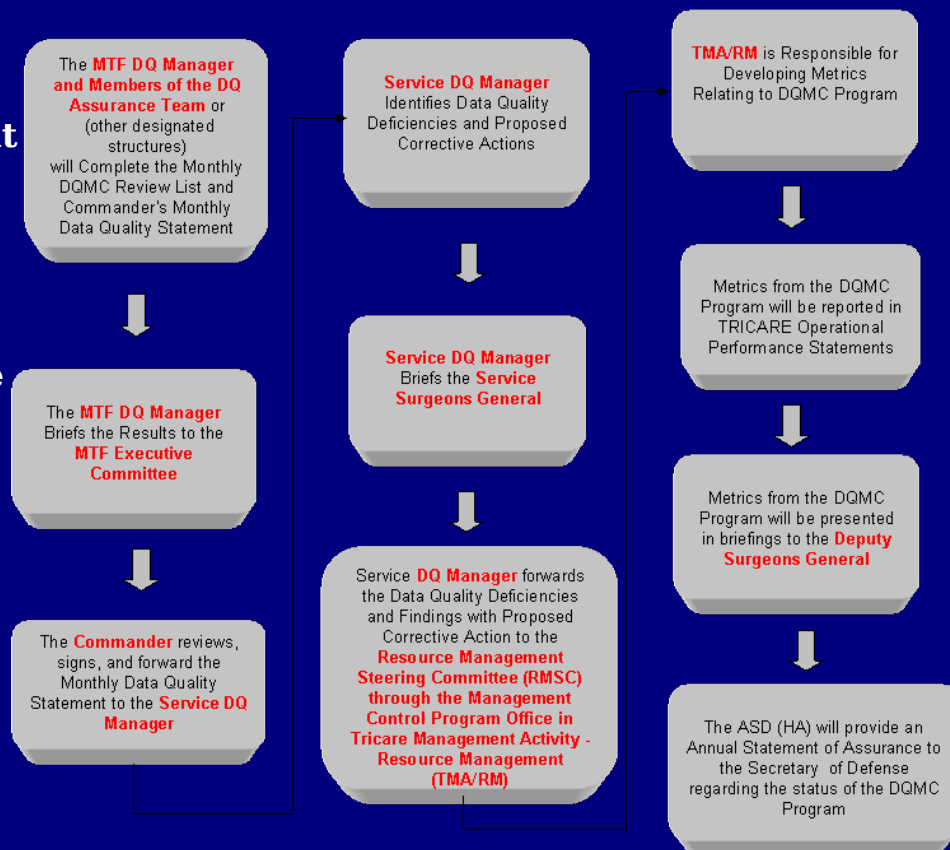 The MTF DQ Manager
and Members of the DQ
Assurance Team or
(other designated
structures)
will Complete the Monthly
DQMC Review List and
Commander's Monthly
Data Quality Statement
The MTF DQ Manager
Briefs the Results to the
MTF Executive
Committee
The Commander reviews,
signs, and forward the
Monthly Data Quality
Statement to the Service DQ
Manager
Service DQ Manager
Identifies Data Quality
Deficiencies and Proposed
Corrective Actions
Service DQ Manager
Briefs the Service
Surgeons General
Service DQ Manager forwards
the Data Quality Deficiencies
and Findings with Proposed
Corrective Action to the
Resource Management
Steering Committee (RMSC)
through the Management
Control Program Office in
Tricare Management Activity -
Resource Management
(TMA/RM)
TMA/RM is Responsible for
Developing Metrics
Relating to DQMC Program
Metrics from the DQMC
Program will be reported in
TRICARE Operational
Performance Statements
Metrics from the DQMC
Program will be presented
in briefings to the Deputy
Surgeons General
The ASD (HA) will provide an
Annual Statement of Assurance to
the Secretary of Defense
regarding the status of the DQMC
Program